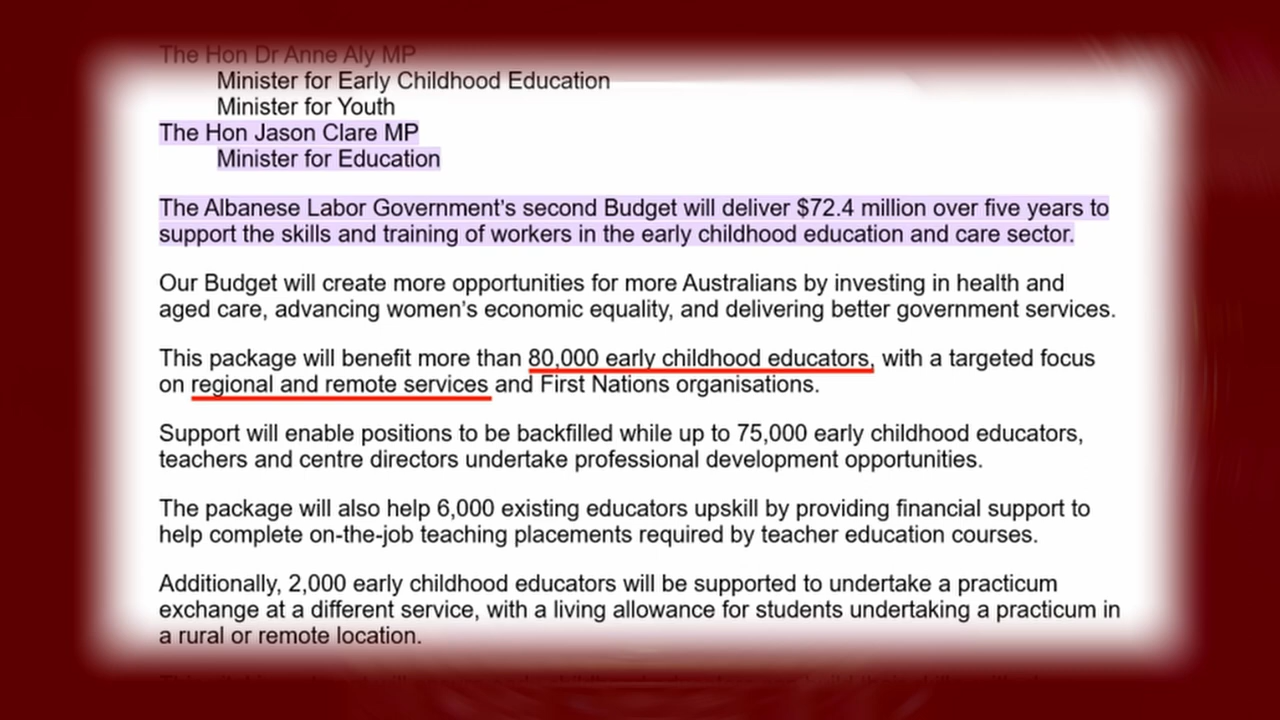 The Hon Dr Anne Aly MP
Minister for Early Childhood Education
Minister for Youth
The Hon Jason Clare MP
Minister for Education
The Albanese Labor Government’s second Budget will deliver $72.4 million over five years to
support the skills and training of workers in the early childhood education and care sector.
Our Budget will create more opportunities for more Australians by investing in health and
aged care, advancing women’s economic equality, and delivering better government services.
This package will benefit more than 80,000 early childhood educators, with a targeted focus
on regional and remote services and First Nations organisations.
Support will enable positions to be backfilled while up to 75,000 early childhood educators,
teachers and centre directors undertake professional development opportunities.
The package will also help 6,000 existing educators upskill by providing financial support to
help complete on-the-job teaching placements required by teacher education courses.
Additionally, 2,000 early childhood educators will be supported to undertake a practicum
exchange at a different service, with a living allowance for students undertaking a practicum in
a rural or remote location.